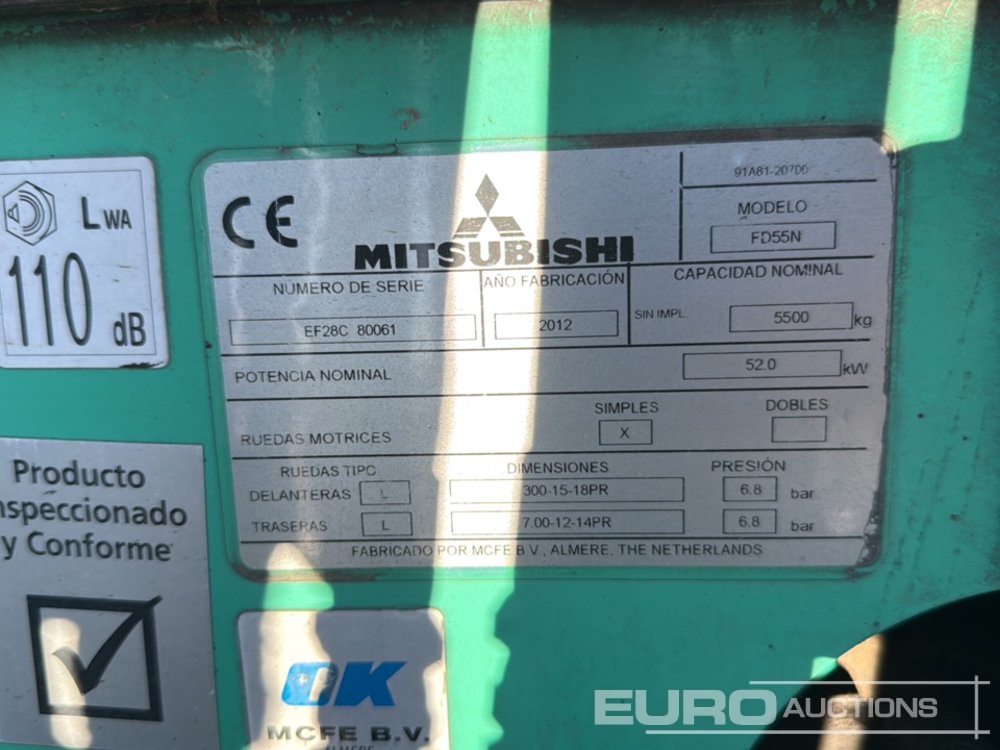 LWA
110
dB
Producto
nspeccionado
y Conforme
CE
MITSUBISHI
91A81-20706
MODELO
FD55N
NUMERO DE SERIE
EF28C 80061
AÑO FABRICACIÓN
2012
CAPACIDAD NOMINAL
SIN IMPL. 5500 kg
POTENCIA NOMINAL 52.0 kW
SIMPLES DOBLES
RUEDAS MOTRICES X
RUEDAS TIPO DIMENSIONES PRESIÓN
DELANTERAS L 300-15-18PR 6.8 bar
TRASERAS L 7.00-12-14PR 6.8 bar
FABRICADO POR MCFE B.V., ALMERE, THE NETHERLANDS
OK
MCFE B.V.
ALMERE
EURO AUCTIONS